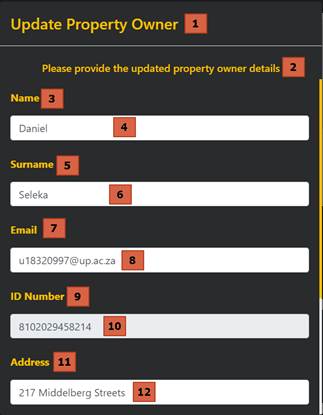 Update Property Owner 1
Please provide the updated property owner details 2
Name 3
Daniel 4
Surname 5
Seleka 6
Email 7
u18320997@up.ac.za 8
ID Number 9
8102029458214 10
Address 11
217 Middelberg Streets 12